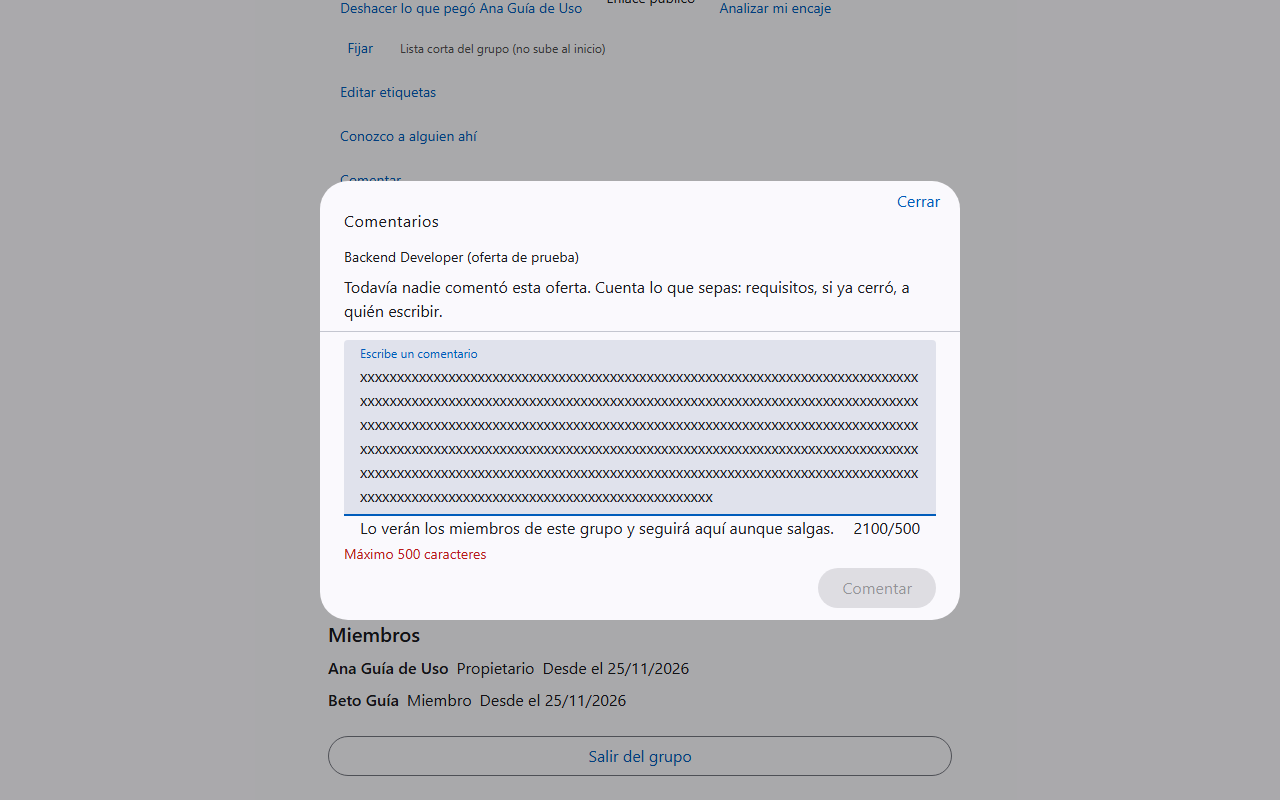 Deshacer lo que pegó Ana Guía de Uso
Analizar mi encaje
Fijar
Lista corta del grupo (no sube al inicio)
Editar etiquetas
Conozco a alguien ahí
Cerrar
Comentarios
Backend Developer (oferta de prueba)
Todavía nadie comentó esta oferta. Cuenta lo que sepas: requisitos, si ya cerró, a
quién escribir.
Escribe un comentario
Lo verán los miembros de este grupo y seguirá aquí aunque salgas.
2100/500
Máximo 500 caracteres
Comentar
Miembros
Ana Guía de Uso Propietario Desde el 25/11/2026
Beto Guía Miembro Desde el 25/11/2026
Salir del grupo